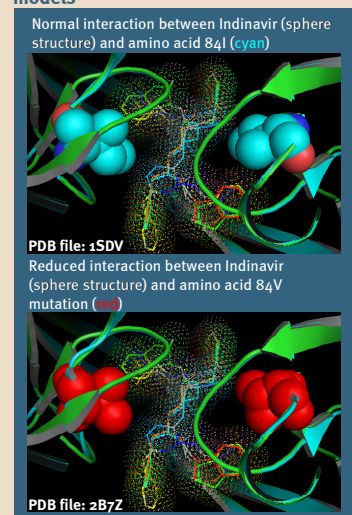 models
Normal interaction between Indinavir (sphere
structure) and amino acid 84I (cyan)
PDB file: 1SDV
Reduced interaction between Indinavir
(sphere structure) and amino acid 84V
mutation (red)
PDB file: 2B7Z